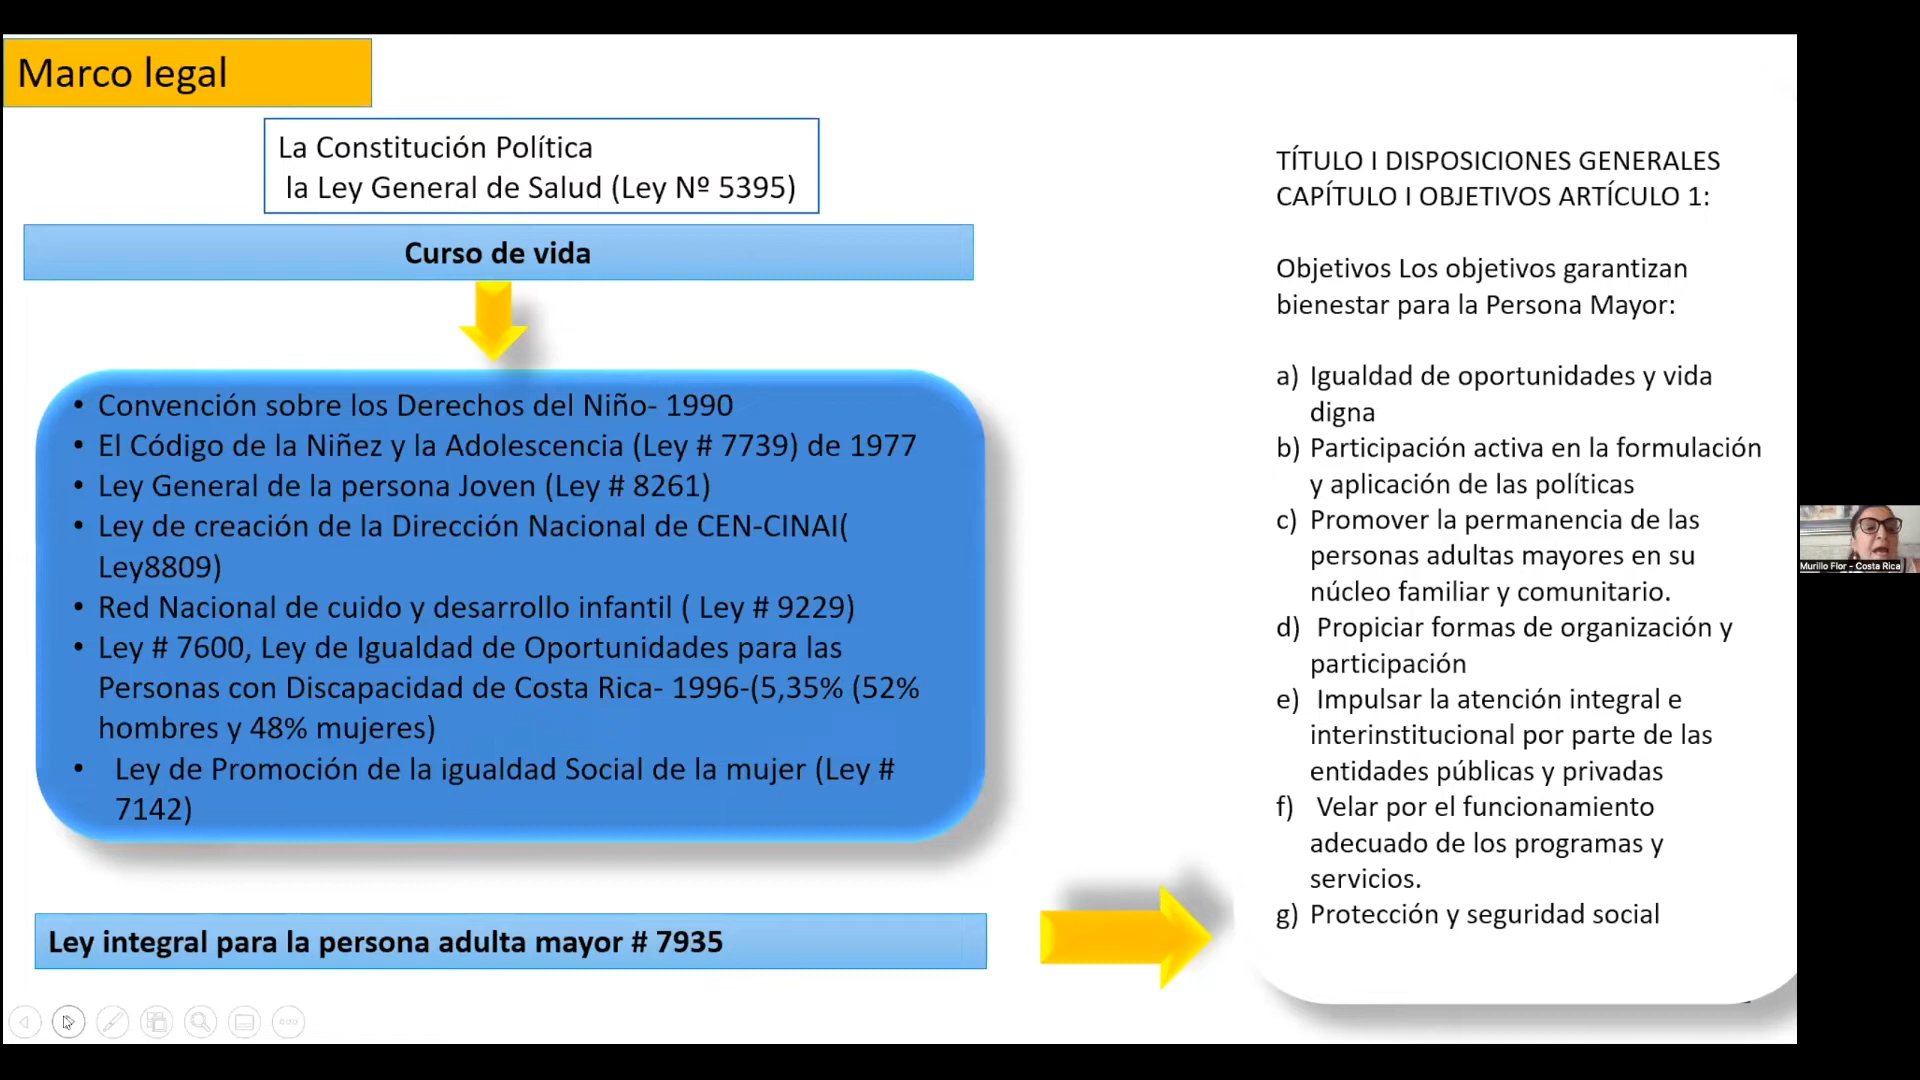 Marco legal
La Constitución Política
la Ley General de Salud (Ley Nº 5395)
Curso de vida
• Convención sobre los Derechos del Niño- 1990
• El Código de la Niñez y la Adolescencia (Ley # 7739) de 1977
• Ley General de la persona Joven (Ley # 8261)
• Ley de creación de la Dirección Nacional de CEN-CINAI(
Ley8809)
• Red Nacional de cuido y desarrollo infantil ( Ley # 9229)
• Ley # 7600, Ley de Igualdad de Oportunidades para las
Personas con Discapacidad de Costa Rica- 1996-(5,35% (52%
hombres y 48% mujeres)
• Ley de Promoción de la igualdad Social de la mujer (Ley #
7142)
Ley integral para la persona adulta mayor # 7935
TÍTULO I DISPOSICIONES GENERALES
CAPÍTULO I OBJETIVOS ARTÍCULO 1:
Objetivos Los objetivos garantizan
bienestar para la Persona Mayor:
a) Igualdad de oportunidades y vida
digna
b) Participación activa en la formulación
y aplicación de las políticas
c) Promover la permanencia de las
personas adultas mayores en su
núcleo familiar y comunitario.
d) Propiciar formas de organización y
participación
e) Impulsar la atención integral e
interinstitucional por parte de las
entidades públicas y privadas
f) Velar por el funcionamiento
adecuado de los programas y
servicios.
g) Protección y seguridad social
Murillo Flor - Costa Rica